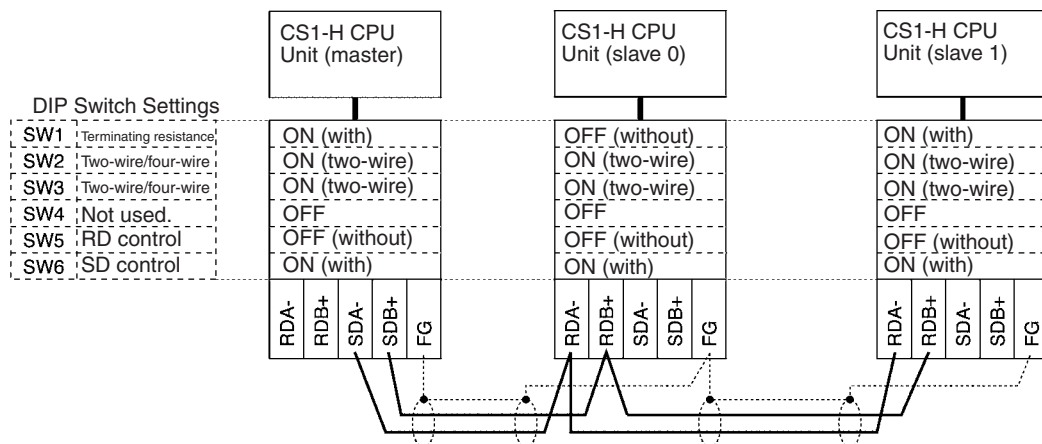 CS1-H CPU
Unit (master)
CS1-H CPU
Unit (slave 0)
CS1-H CPU
Unit (slave 1)
DIP Switch Settings
SW1 Terminating resistance ON (with) OFF (without) ON (with)
SW2 Two-wire/four-wire ON (two-wire) ON (two-wire) ON (two-wire)
SW3 Two-wire/four-wire ON (two-wire) ON (two-wire) ON (two-wire)
SW4 Not used. OFF OFF OFF
SW5 RD control OFF (without) OFF (without) OFF (without)
SW6 SD control ON (with) ON (with) ON (with)
RDA- RDB+ SDA- SDB+ FG RDA- RDB+ SDA- SDB+ FG RDA- RDB+ SDA- SDB+ FG